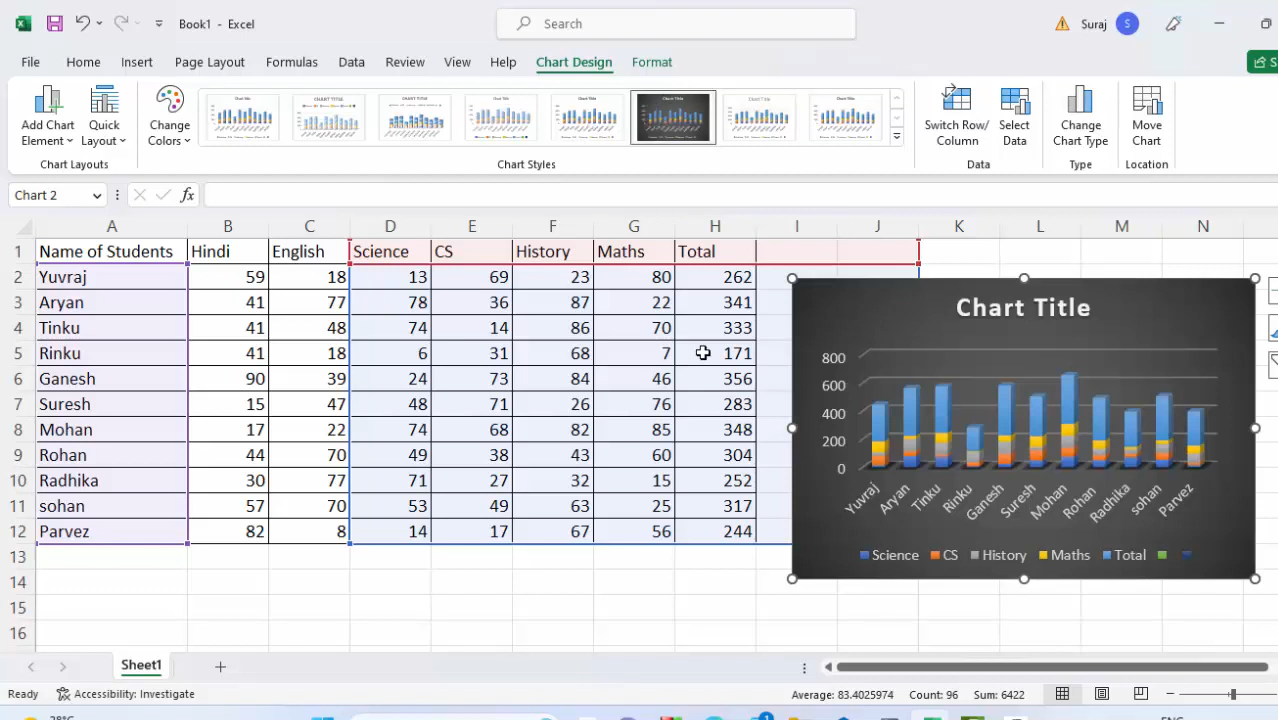 Book1 - Excel
Search
Suraj S
File Home Insert Page Layout Formulas Data Review View Help Chart Design Format
Add Chart Element
Quick Layout
Change Colors
Switch Row/ Column
Select Data
Change Chart Type
Move Chart
Chart Layouts
Chart Styles
Data
Type
Location
Chart 2
fx
A B C D E F G H I J K L M N
1 Name of Students Hindi English Science CS History Maths Total
2 Yuvraj 59 18 13 69 23 80 262
3 Aryan 41 77 78 36 87 22 341
4 Tinku 41 48 74 14 86 70 333
5 Rinku 41 18 6 31 68 7 171
6 Ganesh 90 39 24 73 84 46 356
7 Suresh 15 47 48 71 26 76 283
8 Mohan 17 22 74 68 82 85 348
9 Rohan 44 70 49 38 43 60 304
10 Radhika 30 77 71 27 32 15 252
11 sohan 57 70 53 49 63 25 317
12 Parvez 82 8 14 17 67 56 244
13
14
15
16
Chart Title
800
600
400
200
0
Yuvraj Aryan Tinku Rinku Ganesh Suresh Mohan Rohan Radhika sohan Parvez
Science CS History Maths Total
Sheet1
Ready Accessibility: Investigate Average: 83.4025974 Count: 96 Sum: 6422